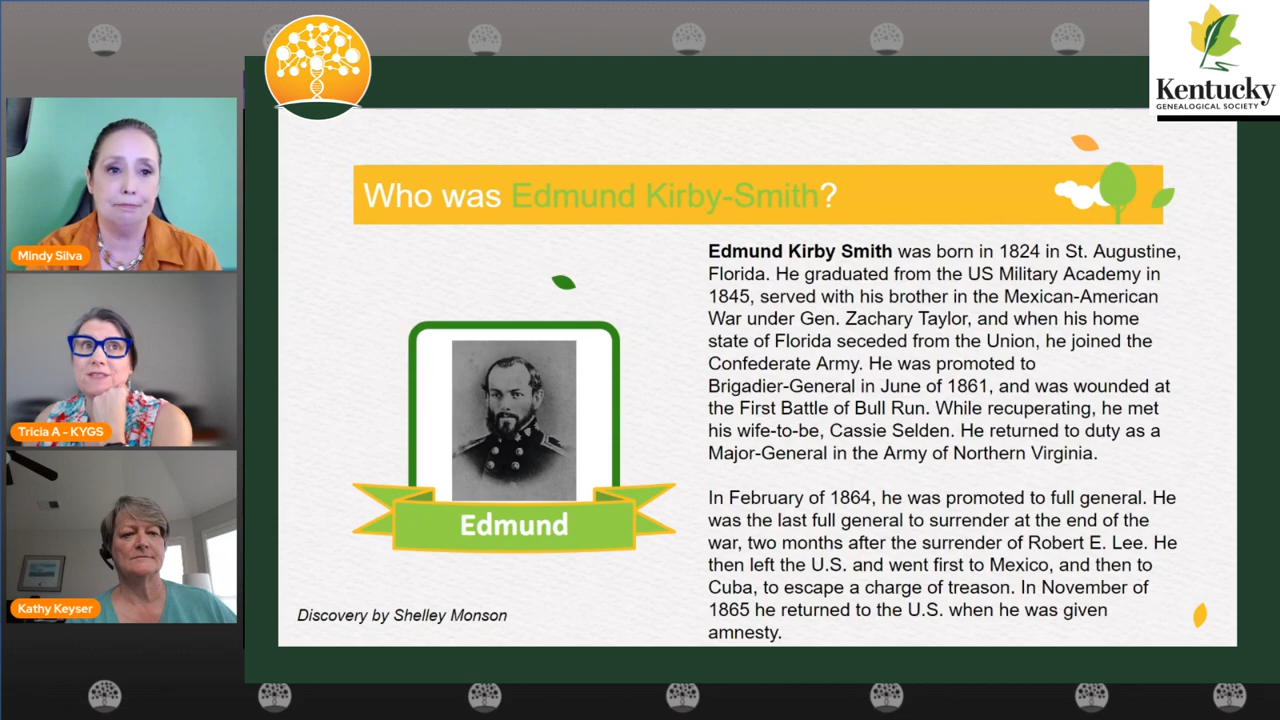 Kentucky
GENEALOGICAL SOCIETY
Who was Edmund Kirby-Smith?
Mindy Silva
Tricia A - KYGS
Kathy Keyser
Edmund
Discovery by Shelley Monson
Edmund Kirby Smith was born in 1824 in St. Augustine,
Florida. He graduated from the US Military Academy in
1845, served with his brother in the Mexican-American
War under Gen. Zachary Taylor, and when his home
state of Florida seceded from the Union, he joined the
Confederate Army. He was promoted to
Brigadier-General in June of 1861, and was wounded at
the First Battle of Bull Run. While recuperating, he met
his wife-to-be, Cassie Selden. He returned to duty as a
Major-General in the Army of Northern Virginia.
In February of 1864, he was promoted to full general. He
was the last full general to surrender at the end of the
war, two months after the surrender of Robert E. Lee. He
then left the U.S. and went first to Mexico, and then to
Cuba, to escape a charge of treason. In November of
1865 he returned to the U.S. when he was given
amnesty.